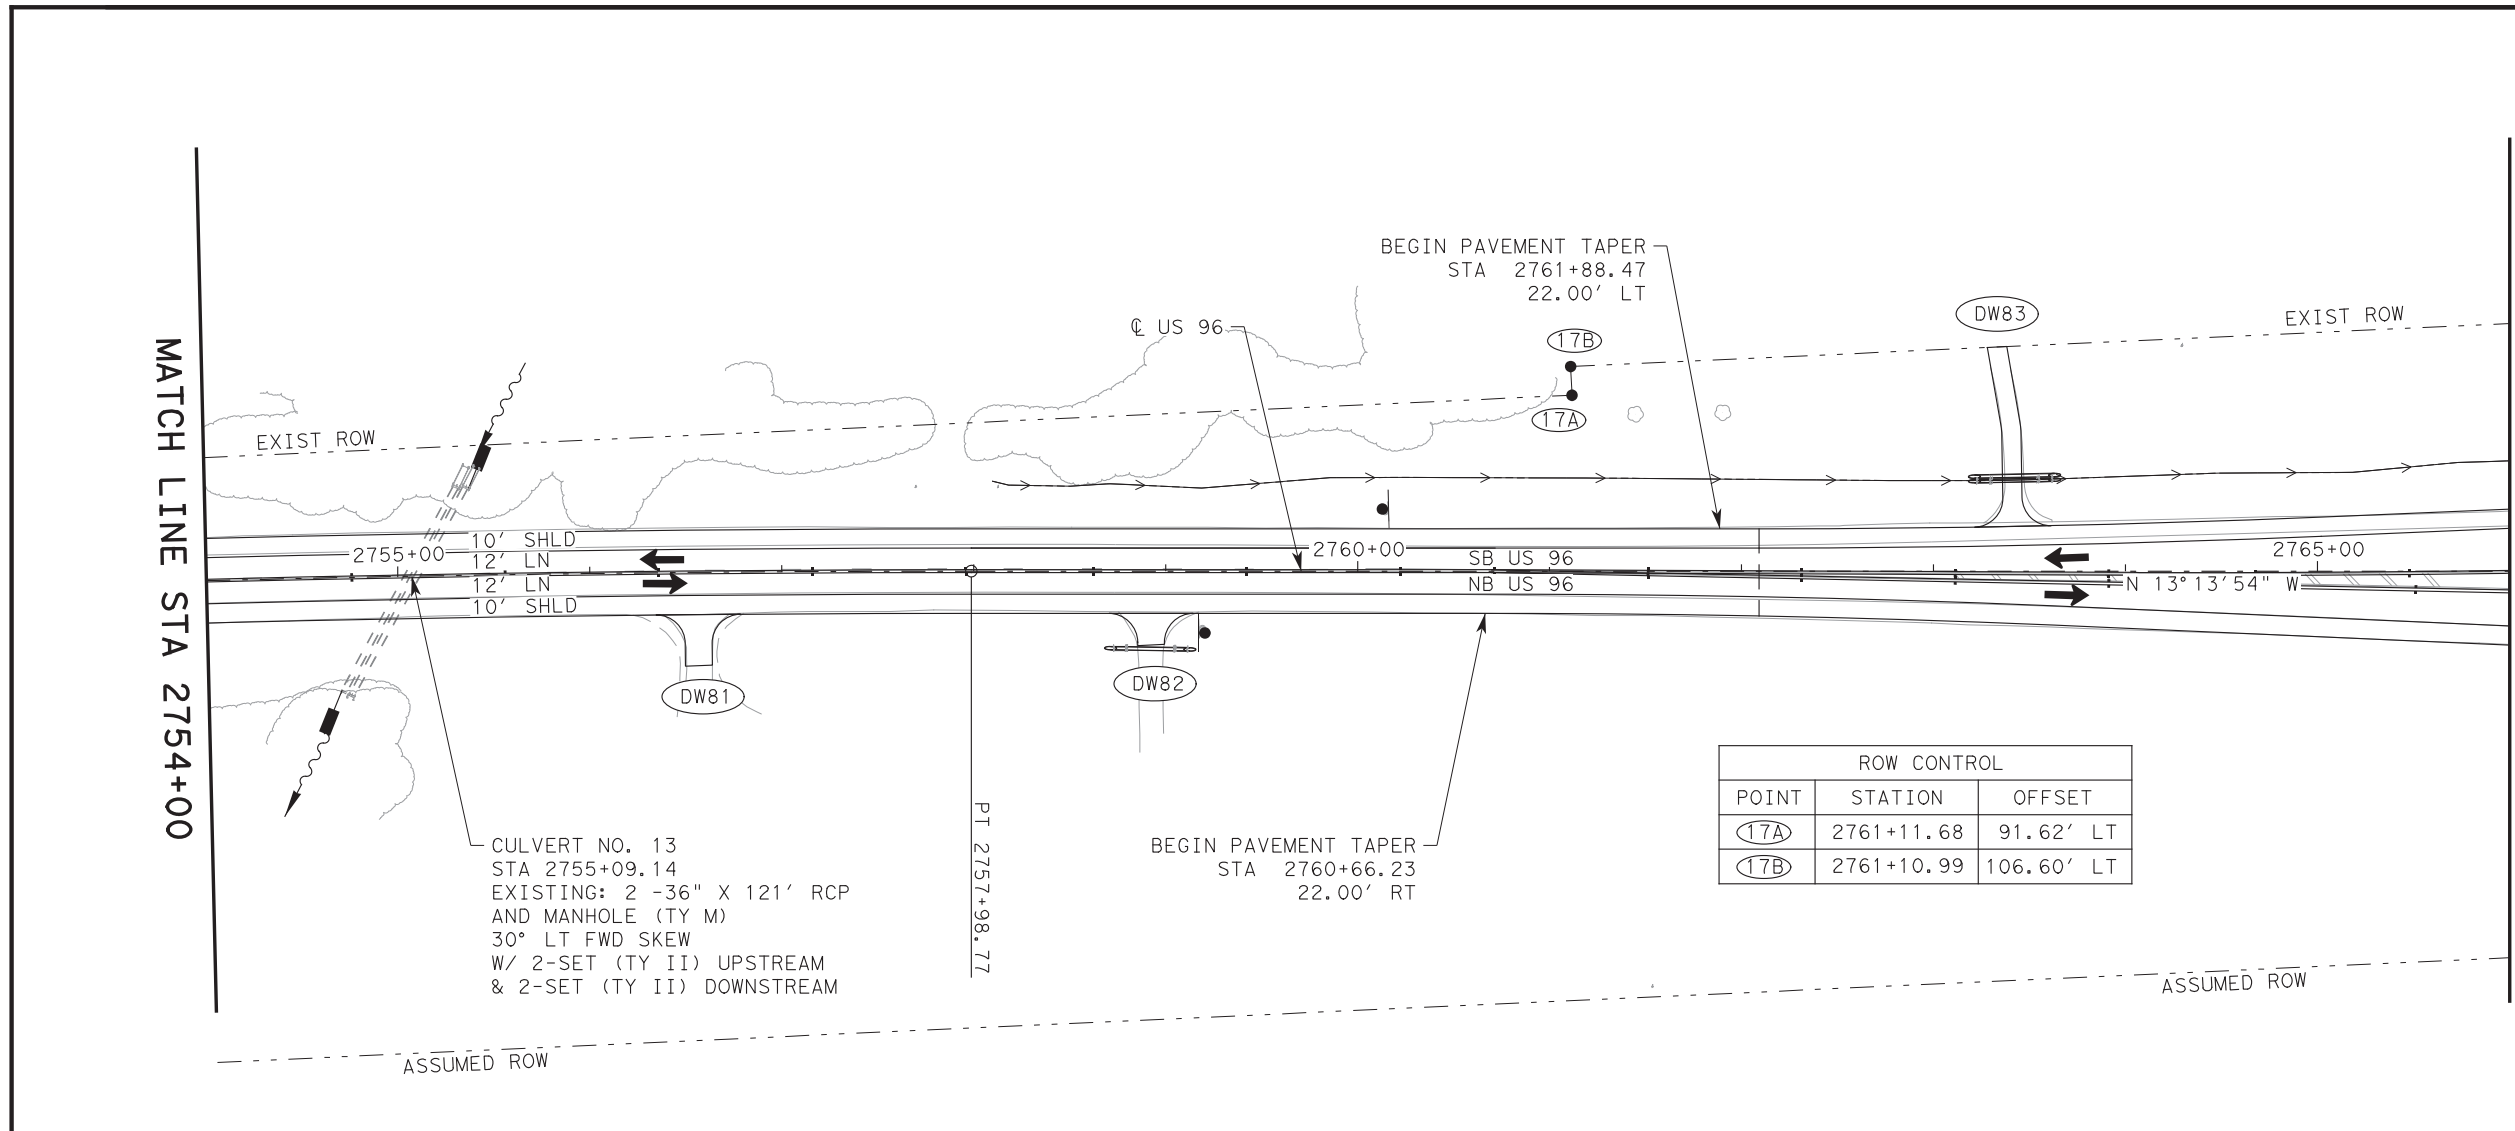 BEGIN PAVEMENT TAPER
STA 2761+88.47
22.00' LT
DW83
EXIST ROW
℄ US 96
17B
17A
MATCH LINE STA 2754+00
EXIST ROW
10' SHLD
2755+00
12' LN
2760+00
SB US 96
2765+00
12' LN
NB US 96
N 13°13'54" W
10' SHLD
DW81
DW82
ROW CONTROL
POINT STATION OFFSET
17A 2761+11.68 91.62' LT
17B 2761+10.99 106.60' LT
PT 2757+98.77
CULVERT NO. 13
STA 2755+09.14
EXISTING: 2 -36" X 121' RCP
AND MANHOLE (TY M)
30° LT FWD SKEW
W/ 2-SET (TY II) UPSTREAM
& 2-SET (TY II) DOWNSTREAM
BEGIN PAVEMENT TAPER
STA 2760+66.23
22.00' RT
ASSUMED ROW
ASSUMED ROW